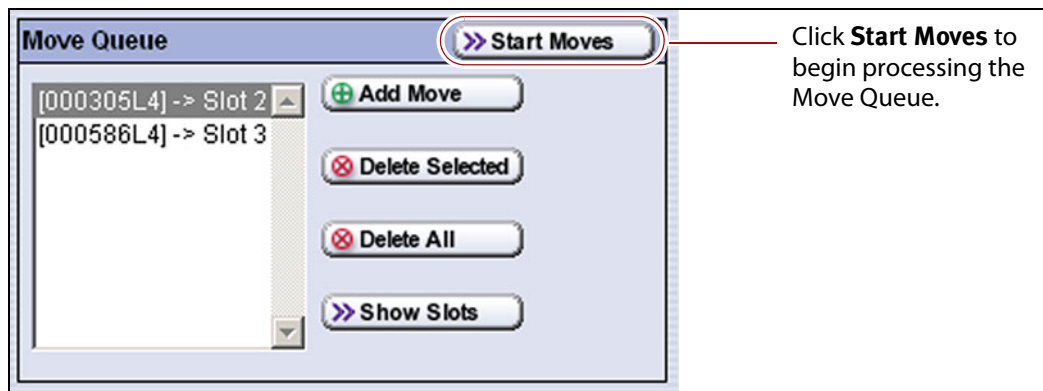 Move Queue
Start Moves
Click Start Moves to
begin processing the
Move Queue.
[000305L4] -> Slot 2
[000586L4] -> Slot 3
Add Move
Delete Selected
Delete All
Show Slots